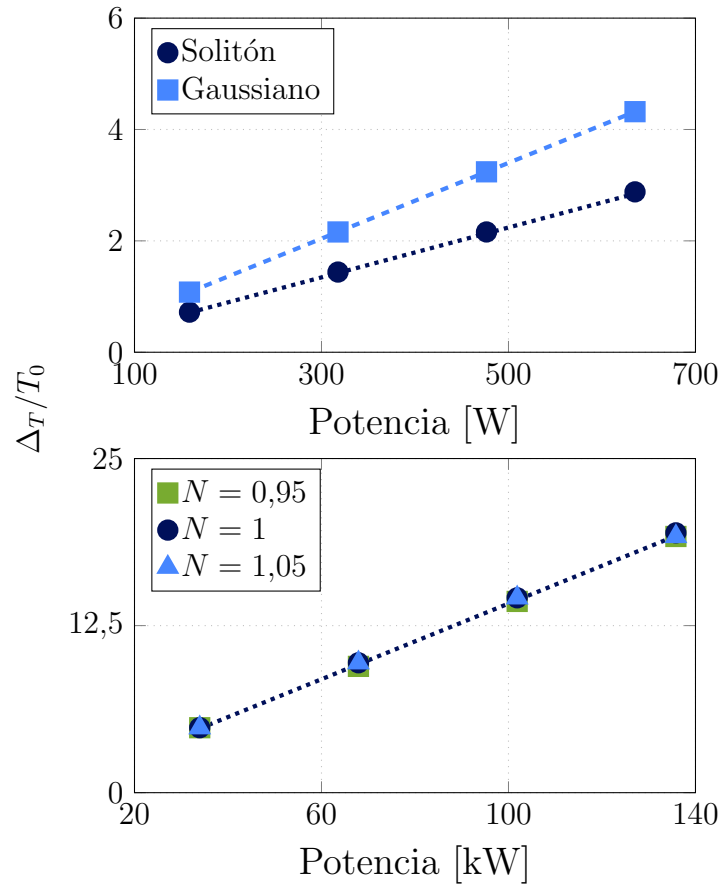 6
4
2
0
Solitón
Gaussiano
100 300 500 700
Potencia [W]
Δ_T/T_0
25
12,5
0
N = 0,95
N = 1
N = 1,05
20 60 100 140
Potencia [kW]